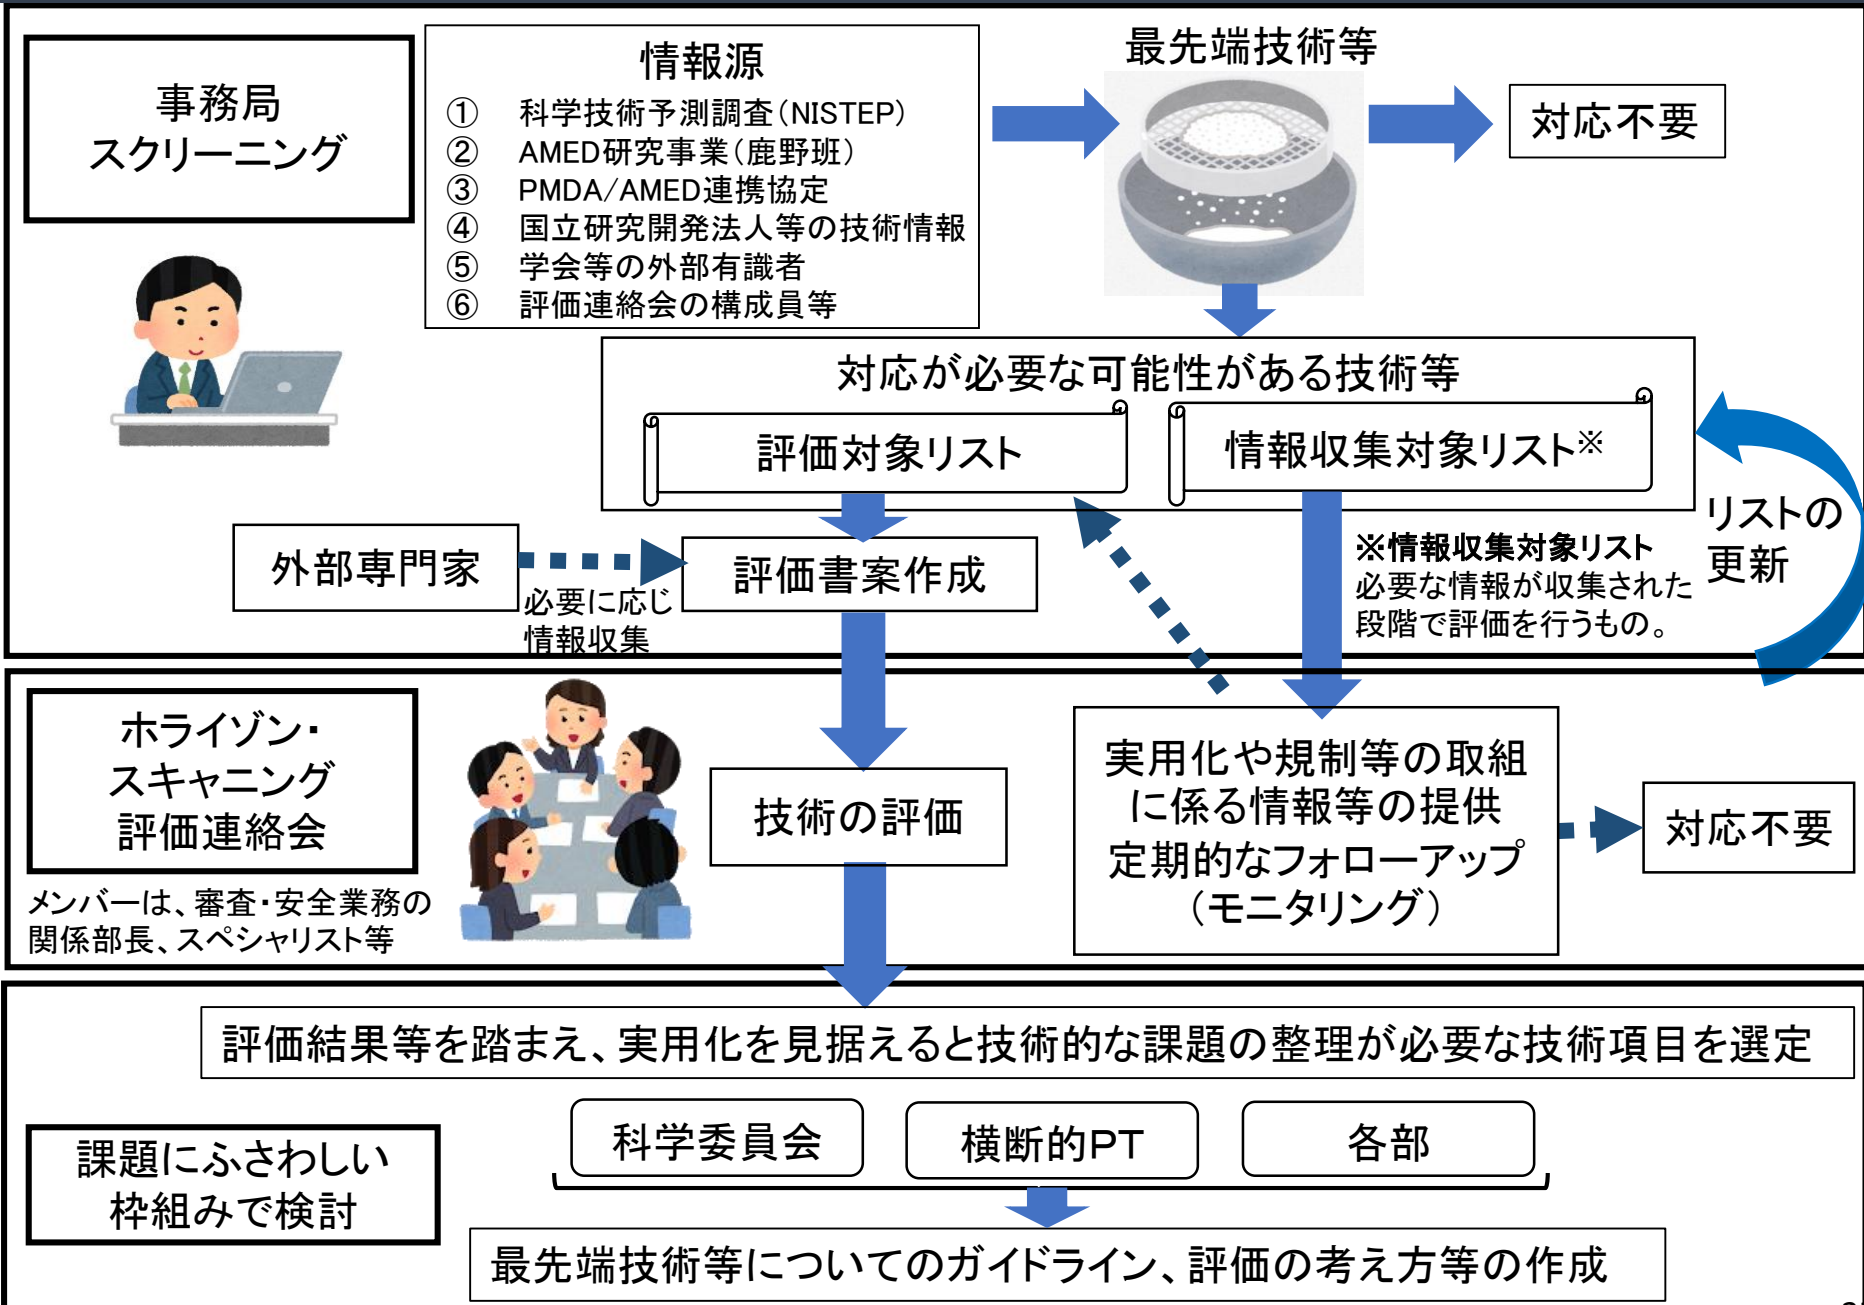 事務局
スクリーニング
情報源
① 科学技術予測調査(NISTEP)
② AMED研究事業(鹿野班)
③ PMDA/AMED連携協定
④ 国立研究開発法人等の技術情報
⑤ 学会等の外部有識者
⑥ 評価連絡会の構成員等
最先端技術等
対応不要
対応が必要な可能性がある技術等
評価対象リスト
情報収集対象リスト※
リストの
更新
※情報収集対象リスト
必要な情報が収集された
段階で評価を行うもの。
外部専門家
必要に応じ
情報収集
評価書案作成
ホライゾン・
スキャニング
評価連絡会
メンバーは、審査・安全業務の
関係部長、スペシャリスト等
技術の評価
実用化や規制等の取組
に係る情報等の提供
定期的なフォローアップ
(モニタリング)
対応不要
評価結果等を踏まえ、実用化を見据えると技術的な課題の整理が必要な技術項目を選定
課題にふさわしい
枠組みで検討
科学委員会
横断的PT
各部
最先端技術等についてのガイドライン、評価の考え方等の作成